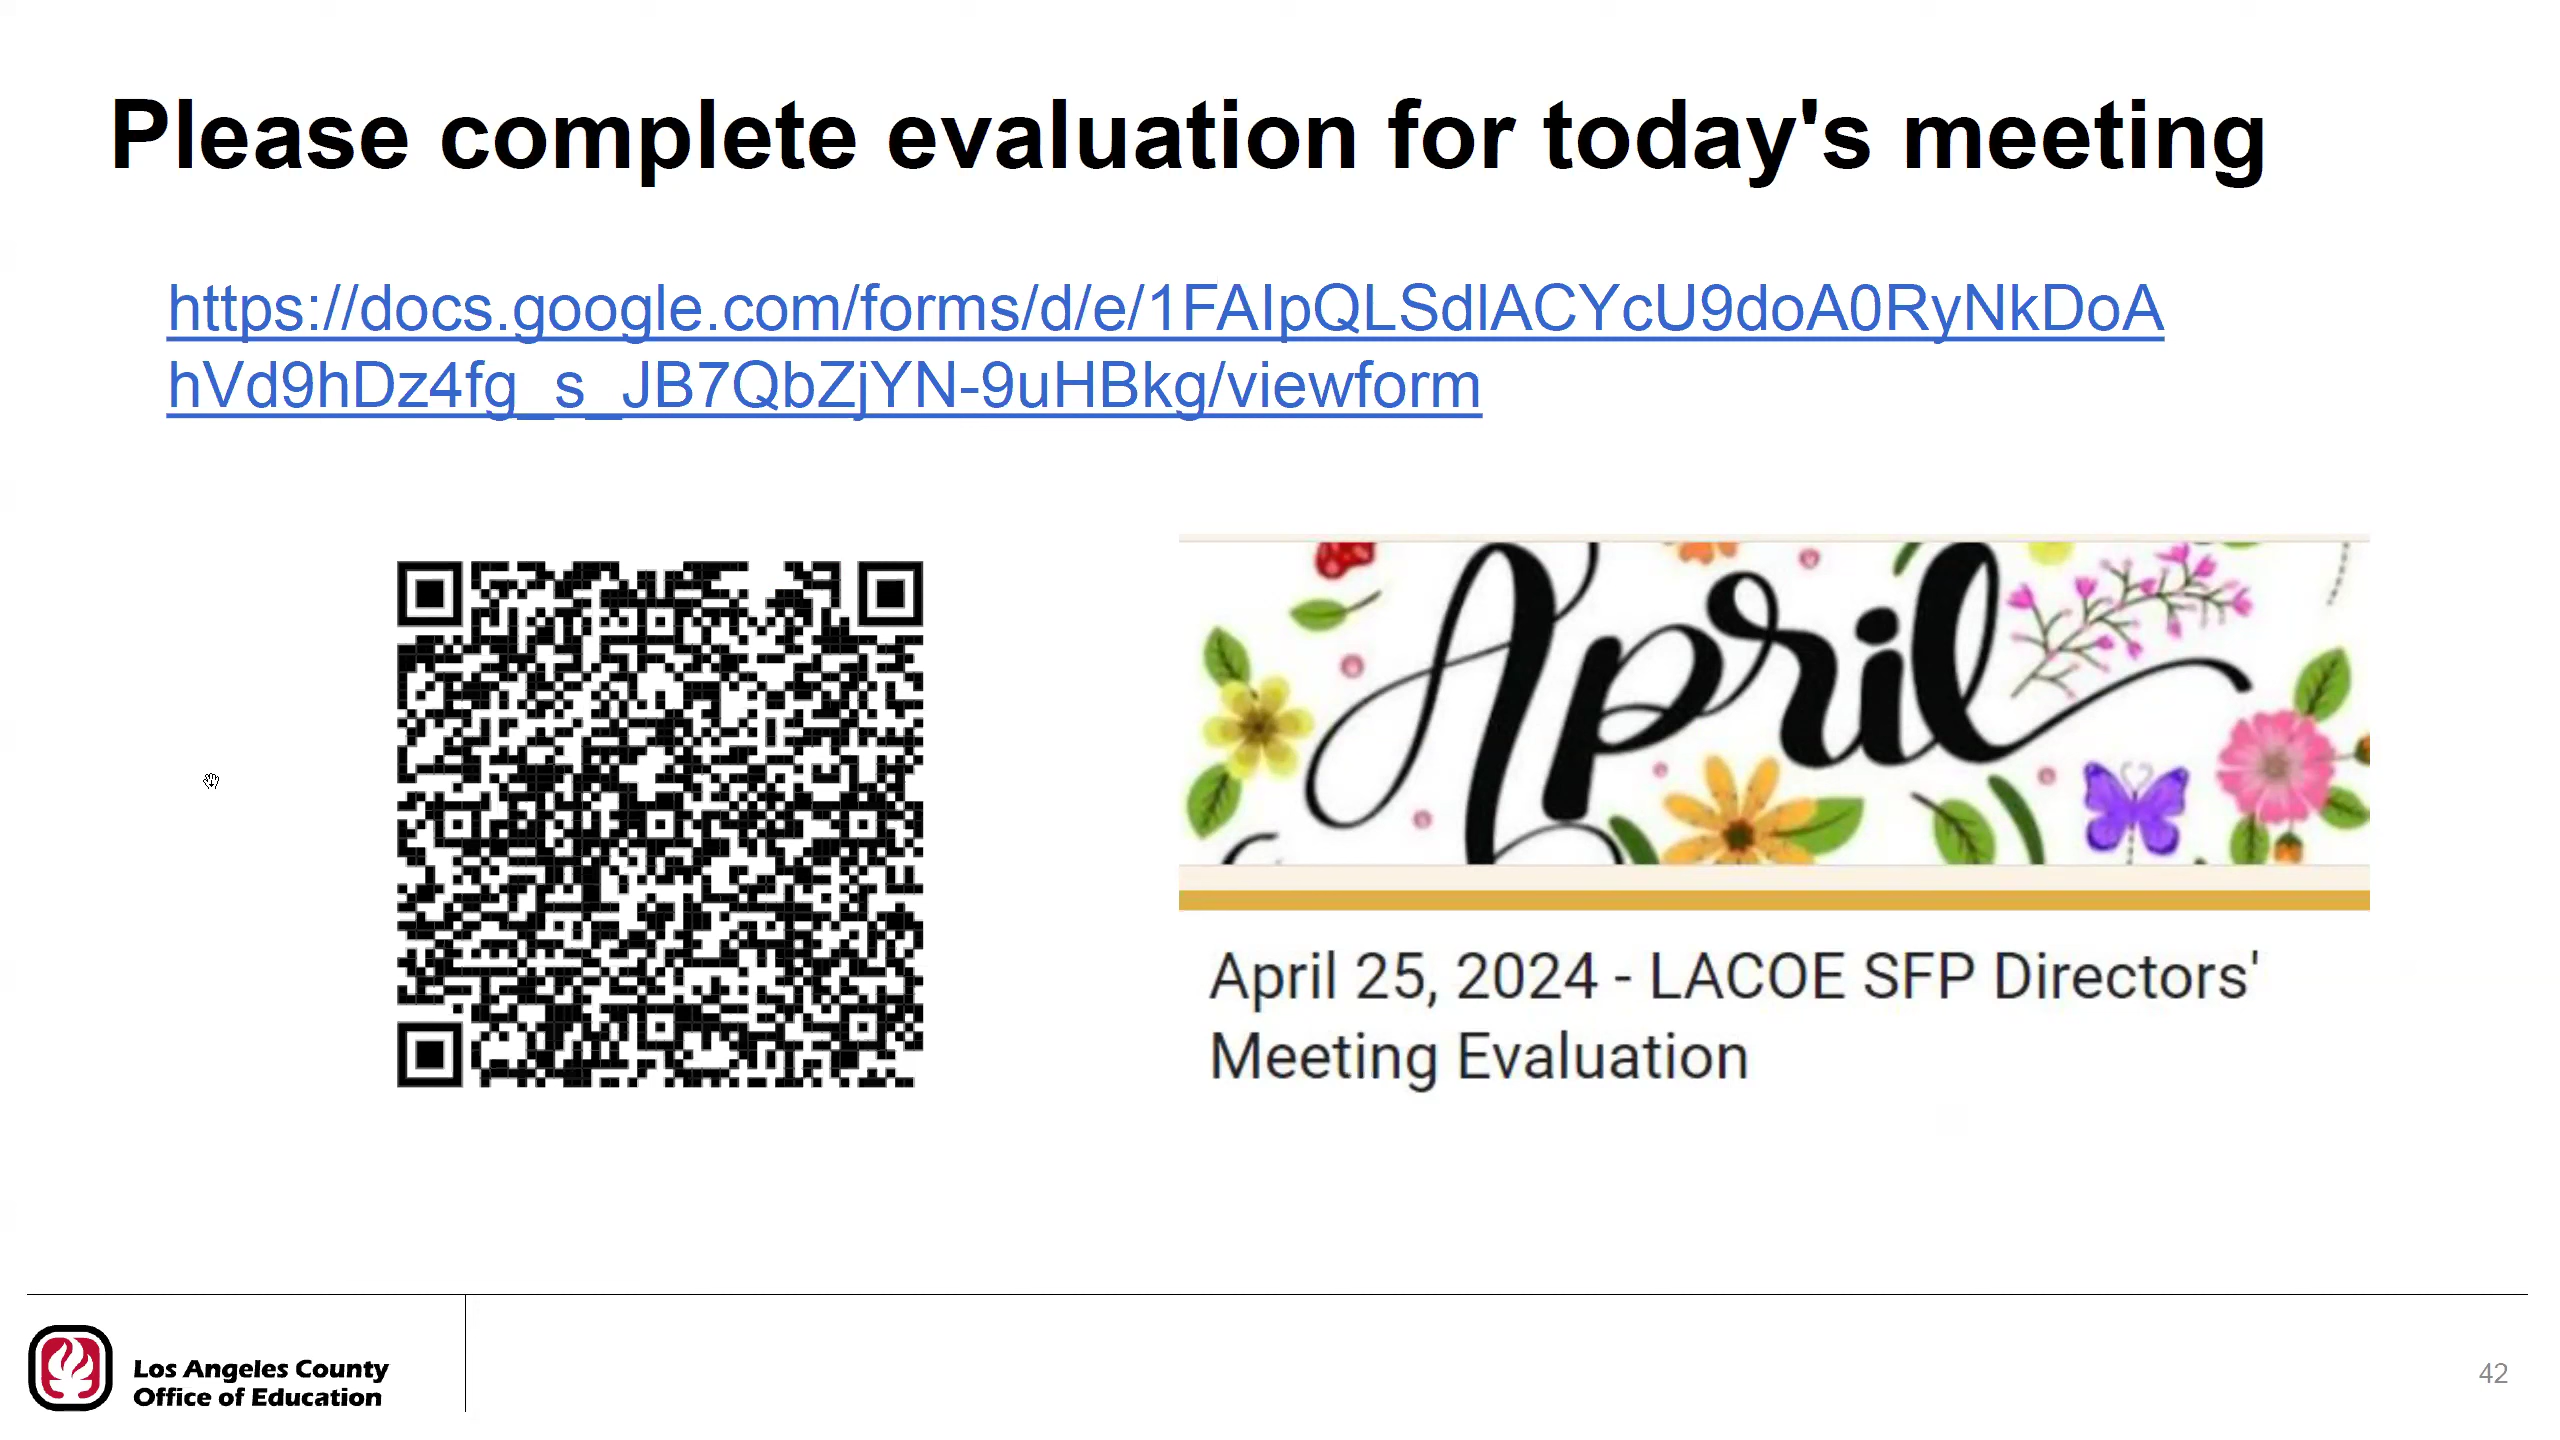 Please complete evaluation for today's meeting
https://docs.google.com/forms/d/e/1FAIpQLSdlACYcU9doA0RyNkDoA
hVd9hDz4fg_s_JB7QbZjYN-9uHBkg/viewform
April
April 25, 2024 - LACOE SFP Directors'
Meeting Evaluation
Los Angeles County
Office of Education
42